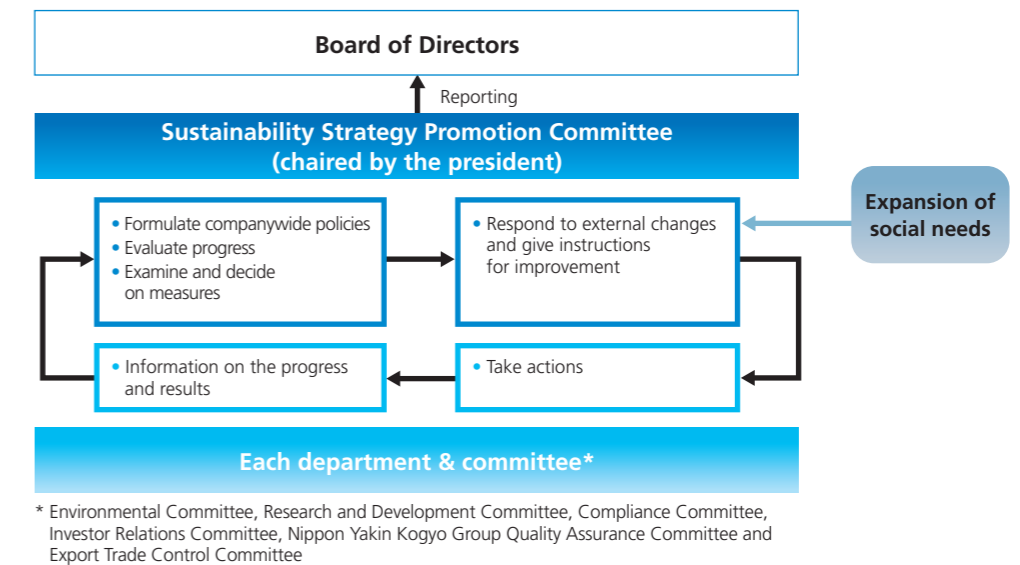 Board of Directors
Reporting
Sustainability Strategy Promotion Committee
(chaired by the president)
• Formulate companywide policies
• Evaluate progress
• Examine and decide
on measures
• Respond to external changes
and give instructions
for improvement
Expansion of
social needs
• Information on the progress
and results
• Take actions
Each department & committee*
* Environmental Committee, Research and Development Committee, Compliance Committee,
Investor Relations Committee, Nippon Yakin Kogyo Group Quality Assurance Committee and
Export Trade Control Committee